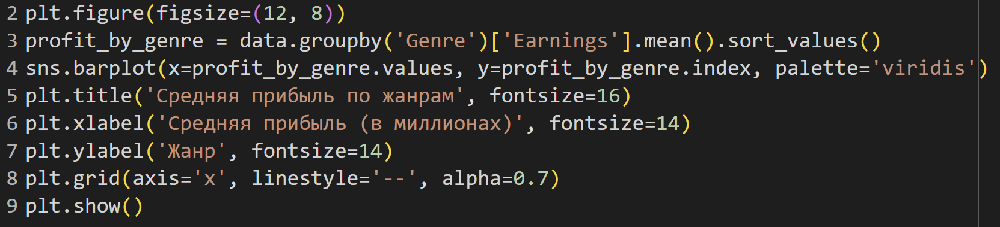 2 plt.figure(figsize=(12, 8))
3 profit_by_genre = data.groupby('Genre')['Earnings'].mean().sort_values()
4 sns.barplot(x=profit_by_genre.values, y=profit_by_genre.index, palette='viridis')
5 plt.title('Средняя прибыль по жанрам', fontsize=16)
6 plt.xlabel('Средняя прибыль (в миллионах)', fontsize=14)
7 plt.ylabel('Жанр', fontsize=14)
8 plt.grid(axis='x', linestyle='--', alpha=0.7)
9 plt.show()